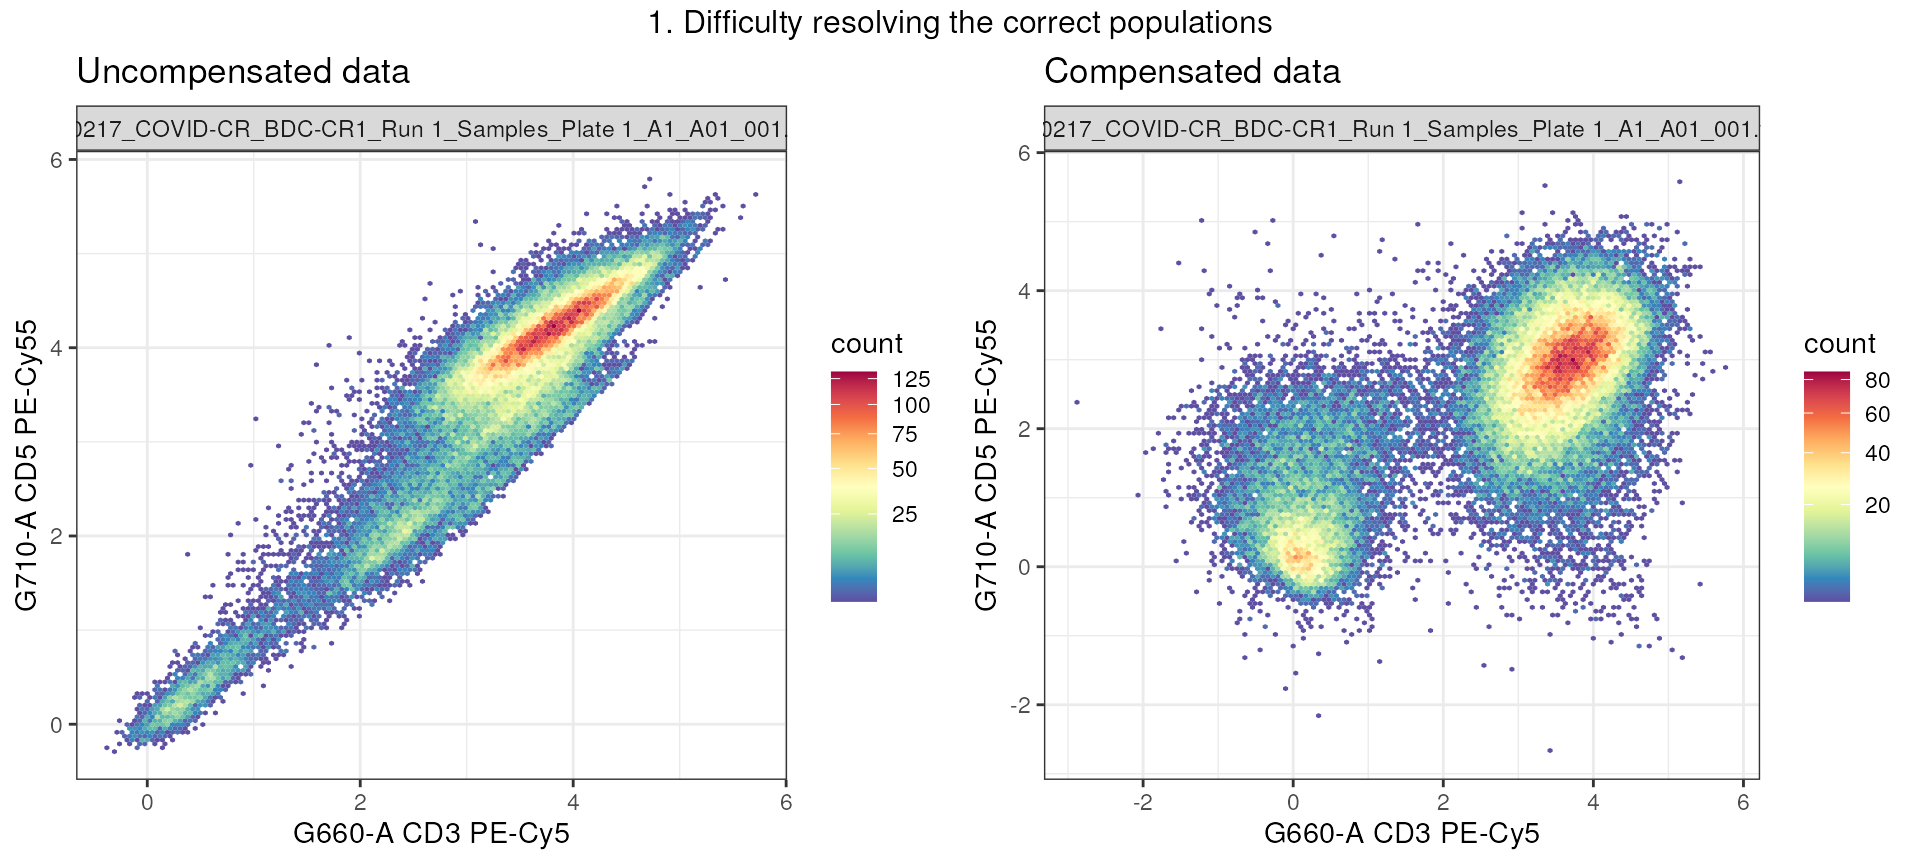 1. Difficulty resolving the correct populations
Uncompensated data
0217_COVID-CR_BDC-CR1_Run 1_Samples_Plate 1_A1_A01_001.
6
4
2
0
0
2
4
6
G710-A CD5 PE-Cy55
G660-A CD3 PE-Cy5
count
125
100
75
50
25
Compensated data
0217_COVID-CR_BDC-CR1_Run 1_Samples_Plate 1_A1_A01_001.
6
4
2
0
-2
-2
0
2
4
6
G710-A CD5 PE-Cy55
G660-A CD3 PE-Cy5
count
80
60
40
20